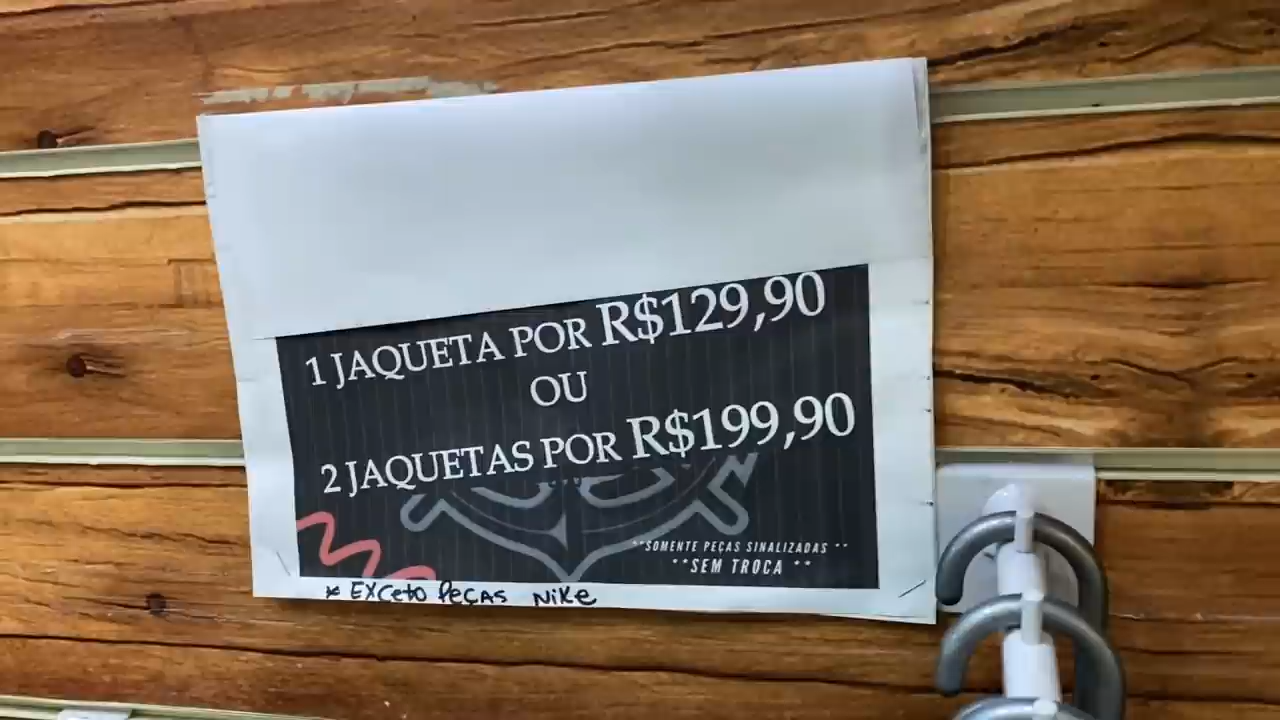 1 JAQUETA POR R$129,90
OU
2 JAQUETAS POR R$199,90
**SOMENTE PEÇAS SINALIZADAS **
**SEM TROCA **
* EXCeto PeÇAS NiKe